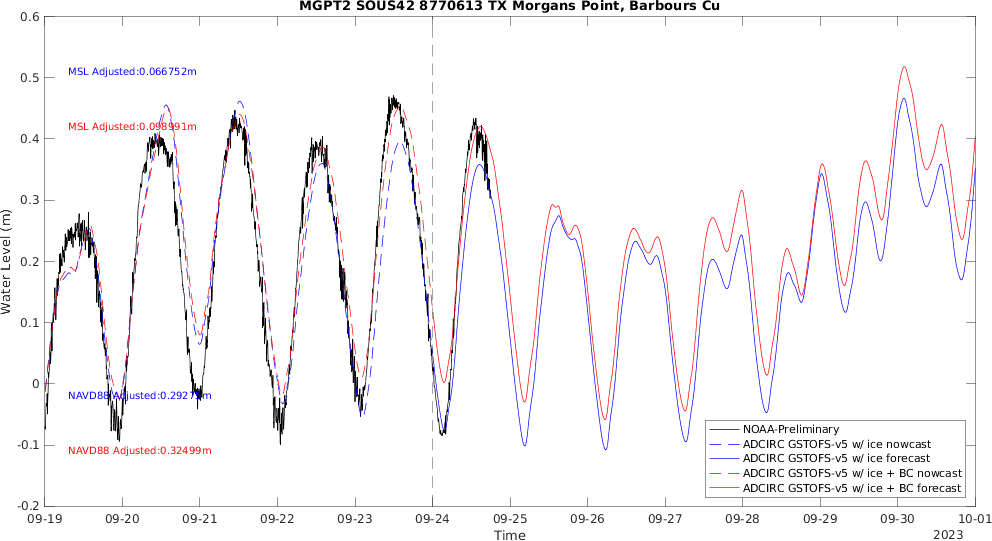 MGPT2 SOUS42 8770613 TX Morgans Point, Barbours Cu
0.6
0.5
0.4
0.3
0.2
0.1
0
-0.1
-0.2
Water Level (m)
MSL Adjusted:0.066752m
MSL Adjusted:0.098991m
NAVD88 Adjusted:0.29275m
NAVD88 Adjusted:0.32499m
NOAA-Preliminary
ADCIRC GSTOFS-v5 w/ ice nowcast
ADCIRC GSTOFS-v5 w/ ice forecast
ADCIRC GSTOFS-v5 w/ ice + BC nowcast
ADCIRC GSTOFS-v5 w/ ice + BC forecast
09-19 09-20 09-21 09-22 09-23 09-24 09-25 09-26 09-27 09-28 09-29 09-30 10-01
Time
2023